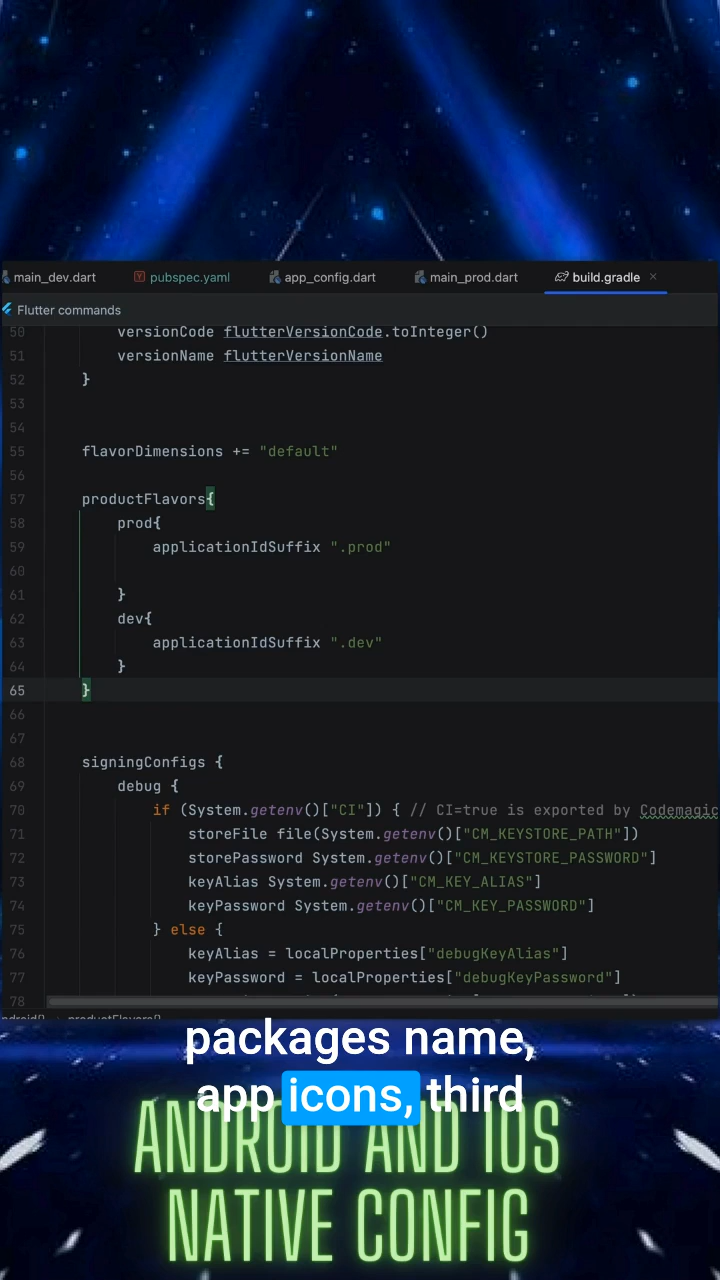 main_dev.dart pubspec.yaml app_config.dart main_prod.dart build.gradle ×
Flutter commands
50 versionCode flutterVersionCode.toInteger()
51 versionName flutterVersionName
52 }
53
54
55 flavorDimensions += "default"
56
57 productFlavors{
58 prod{
59 applicationIdSuffix ".prod"
60
61 }
62 dev{
63 applicationIdSuffix ".dev"
64 }
65 }
66
67
68 signingConfigs {
69 debug {
70 if (System.getenv()["CI"]) { // CI=true is exported by Codemagic
71 storeFile file(System.getenv()["CM_KEYSTORE_PATH"])
72 storePassword System.getenv()["CM_KEYSTORE_PASSWORD"]
73 keyAlias System.getenv()["CM_KEY_ALIAS"]
74 keyPassword System.getenv()["CM_KEY_PASSWORD"]
75 } else {
76 keyAlias = localProperties["debugKeyAlias"]
77 keyPassword = localProperties["debugKeyPassword"]
78
packages name,
app icons, third
ANDROID AND IOS
NATIVE CONFIG